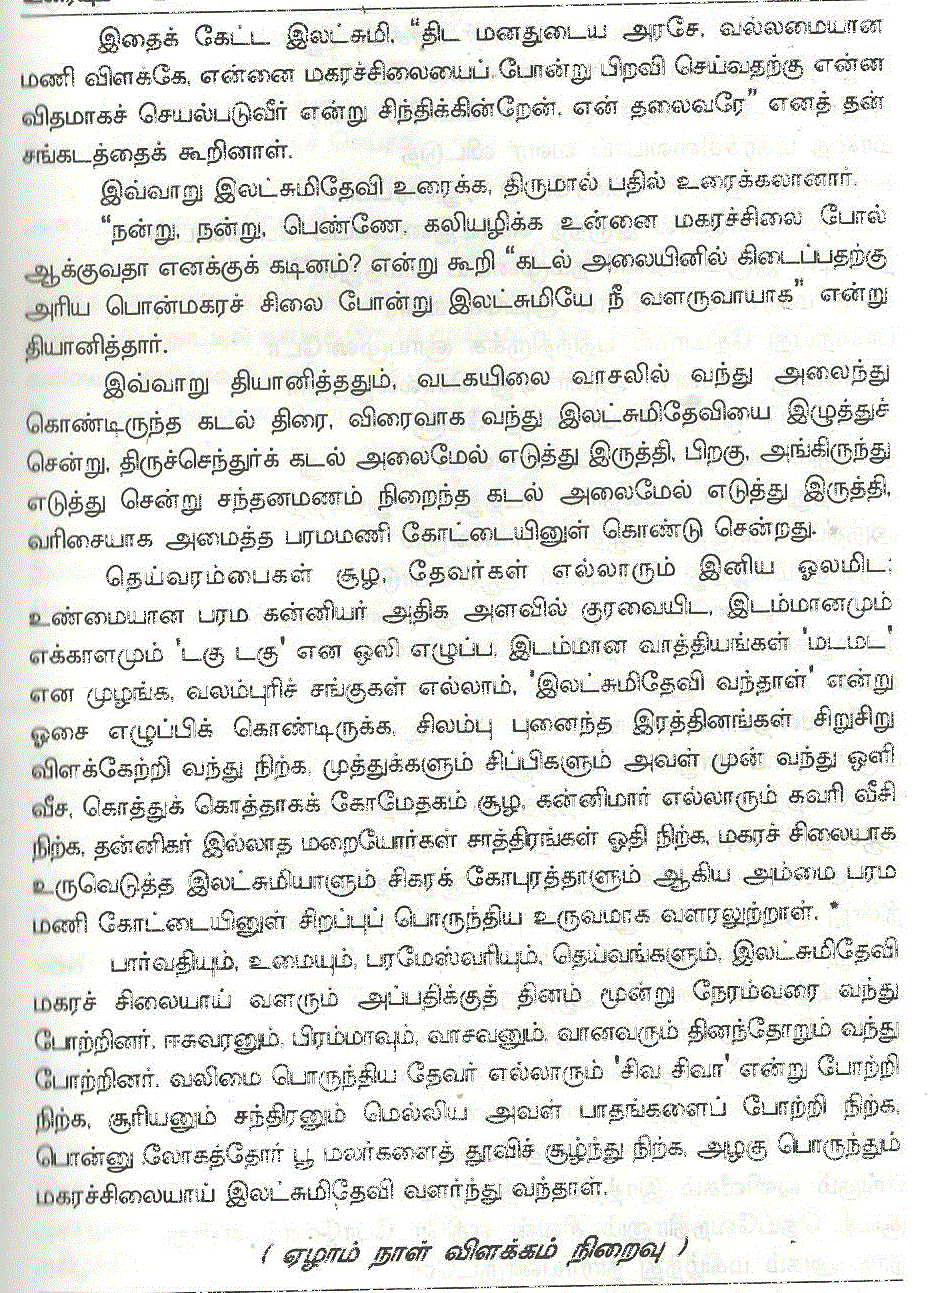 இதைக் கேட்ட இலட்சுமி, “திட மனதுடைய அரசே, வல்லமையான
மணி விளக்கே, என்னை மகரச்சிலையைப் போன்று பிறவி செய்வதற்கு என்ன
விதமாகச் செயல்படுவீர் என்று சிந்திக்கின்றேன், என் தலைவரே” எனத் தன்
சங்கடத்தைக் கூறினாள்.
இவ்வாறு இலட்சுமிதேவி உரைக்க, திருமால் பதில் உரைக்கலானார்.
“நன்று, நன்று, பெண்ணே, கலியழிக்க உன்னை மகரச்சிலை போல்
ஆக்குவதா எனக்குக் கடினம்? என்று கூறி “கடல் அலையினில் கிடைப்பதற்கு
அரிய பொன்மகரச் சிலை போன்று இலட்சுமியே நீ வளருவாயாக” என்று
தியானித்தார்.
இவ்வாறு தியானித்ததும், வடகயிலை வாசலில் வந்து அலைந்து
கொண்டிருந்த கடல் திரை, விரைவாக வந்து இலட்சுமிதேவியை இழுத்துச்
சென்று, திருச்செந்தூர்க் கடல் அலைமேல் எடுத்து இருத்தி, பிறகு, அங்கிருந்து
எடுத்து சென்று சந்தனமணம் நிறைந்த கடல் அலைமேல் எடுத்து இருத்தி,
வரிசையாக அமைத்த பரமமணி கோட்டையினுள் கொண்டு சென்றது. *
தெய்வரம்பைகள் சூழ, தேவர்கள் எல்லாரும் இனிய ஓலமிட;
உண்மையான பரம கன்னியர் அதிக அளவில் குரவையிட, இடம்மானமும்
எக்காளமும் 'டகு டகு' என ஒலி எழுப்ப, இடம்மான வாத்தியங்கள் 'மடமட'
என முழங்க, வலம்புரிச் சங்குகள் எல்லாம், 'இலட்சுமிதேவி வந்தாள்' என்று
ஓசை எழுப்பிக் கொண்டிருக்க, சிலம்பு புனைந்த இரத்தினங்கள் சிறுசிறு
விளக்கேற்றி வந்து நிற்க, முத்துக்களும் சிப்பிகளும் அவள் முன் வந்து ஒளி
வீச, கொத்துக் கொத்தாகக் கோமேதகம் சூழ, கன்னிமார் எல்லாரும் கவரி வீசி
நிற்க, தன்னிகர் இல்லாத மறையோர்கள் சாத்திரங்கள் ஓதி நிற்க, மகரச் சிலையாக
உருவெடுத்த இலட்சுமியாளும் சிகரக் கோபுரத்தாளும் ஆகிய அம்மை பரம
மணி கோட்டையினுள் சிறப்புப் பொருந்திய உருவமாக வளரலுற்றாள். *
பார்வதியும், உமையும், பரமேஸ்வரியும், தெய்வங்களும், இலட்சுமிதேவி
மகரச் சிலையாய் வளரும் அப்பதிக்குத் தினம் மூன்று நேரம்வரை வந்து
போற்றினர். ஈசுவரனும், பிரம்மாவும், வாசவனும், வானவரும் தினந்தோறும் வந்து
போற்றினர். வலிமை பொருந்திய தேவர் எல்லாரும் 'சிவ சிவா' என்று போற்றி
நிற்க, சூரியனும் சந்திரனும் மெல்லிய அவள் பாதங்களைப் போற்றி நிற்க,
பொன்னு லோகத்தோர் பூ மலர்களைத் தூவிச் சூழ்ந்து நிற்க, அழகு பொருந்தும்
மகரச்சிலையாய் இலட்சுமிதேவி வளர்ந்து வந்தாள்.
( ஏழாம் நாள் விளக்கம் நிறைவு )